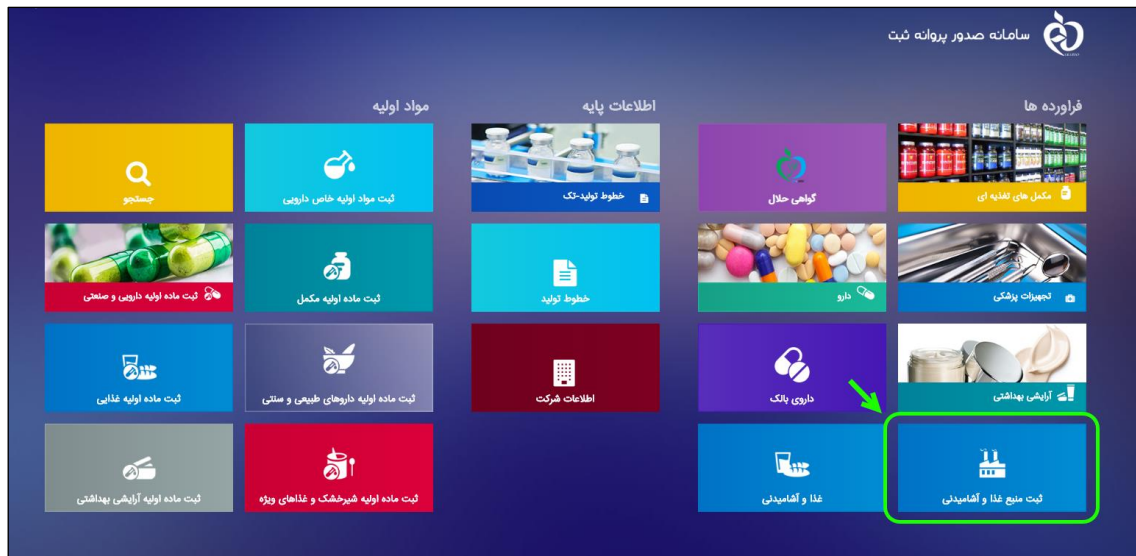 سامانه صدور پروانه ثبت
فراورده ها
مکمل های تغذیه ای
گواهی حلال
تجهیزات پزشکی
دارو
آرایشی بهداشتی
داروی بالک
ثبت منبع غذا و آشامیدنی
غذا و آشامیدنی
اطلاعات پایه
خطوط تولید-تک
خطوط تولید
اطلاعات شرکت
مواد اولیه
ثبت مواد اولیه خاص دارویی
جستجو
ثبت ماده اولیه مکمل
ثبت ماده اولیه دارویی و صنعتی
ثبت ماده اولیه داروهای طبیعی و سنتی
ثبت ماده اولیه غذایی
ثبت ماده اولیه شیرخشک و غذاهای ویژه
ثبت ماده اولیه آرایشی بهداشتی